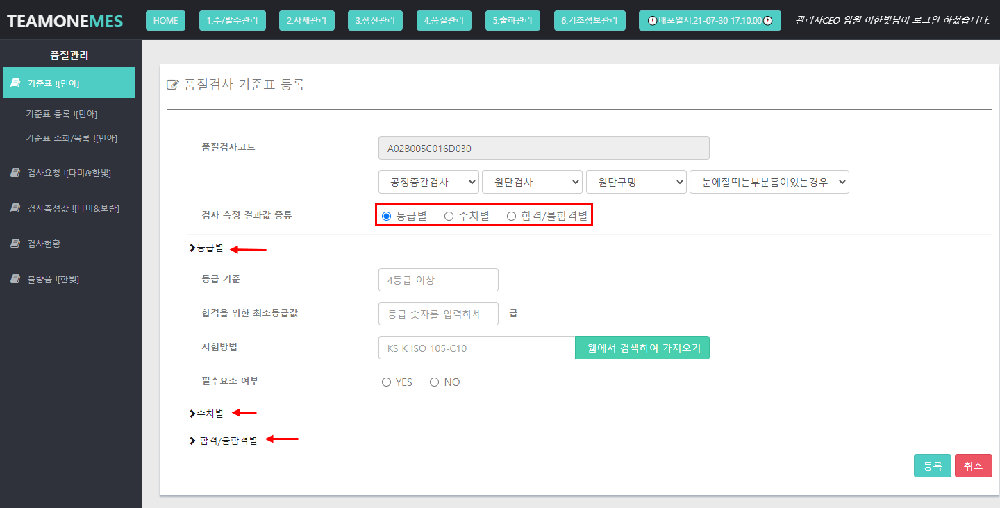 TEAMONEMES HOME 1.수/발주관리 2.자재관리 3.생산관리 4.품질관리 5.출하관리 6.기초정보관리 배포일시:21-07-30 17:10:00 관리자CEO 임원 이한빛님이 로그인 하셨습니다.
품질관리
기준표 ![민아]
기준표 등록 ![민아]
기준표 조회/목록 ![민아]
검사요청 ![다미&한빛]
검사측정값 ![다미&보람]
검사현황
불량품 ![한빛]
품질검사 기준표 등록
품질검사코드 A02B005C016D030
공정중간검사 원단검사 원단구멍 눈에잘띄는부분흠이있는경우
검사 측정 결과값 종류 등급별 수치별 합격/불합격별
등급별
등급 기준 4등급 이상
합격을 위한 최소등급값 등급 숫자를 입력하서 급
시험방법 KS K ISO 105-C10 웹에서 검색하여 가져오기
필수요소 여부 YES NO
수치별
합격/불합격별
등록 취소